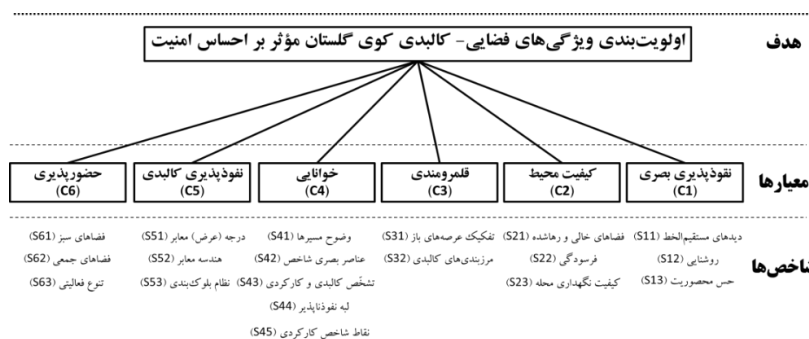 هدف
اولویت‌بندی ویژگی‌های فضایی- کالبدی کوی گلستان مؤثر بر احساس امنیت
معیارها
نقوذپذیری بصری
(C1)
کیفیت محیط
(C2)
قلمرومندی
(C3)
خوانایی
(C4)
نفوذپذیری کالبدی
(C5)
حضورپذیری
(C6)
شاخص‌ها
دیدهای مستقیم‌الخط (S11)
روشنایی (S12)
حس محصوریت (S13)
فضاهای خالی و رهاشده (S21)
فرسودگی (S22)
کیفیت نگهداری محله (S23)
تفکیک عرصه‌های باز (S31)
مرزبندی‌های کالبدی (S32)
وضوح مسیرها (S41)
عناصر بصری شاخص (S42)
تشخّص کالبدی و کارکردی (S43)
لبه نفوذناپذیر (S44)
نقاط شاخص کارکردی (S45)
درجه (عرض) معابر (S51)
هندسه معابر (S52)
نظام بلوک‌بندی (S53)
فضاهای سبز (S61)
فضاهای جمعی (S62)
تنوع فعالیتی (S63)